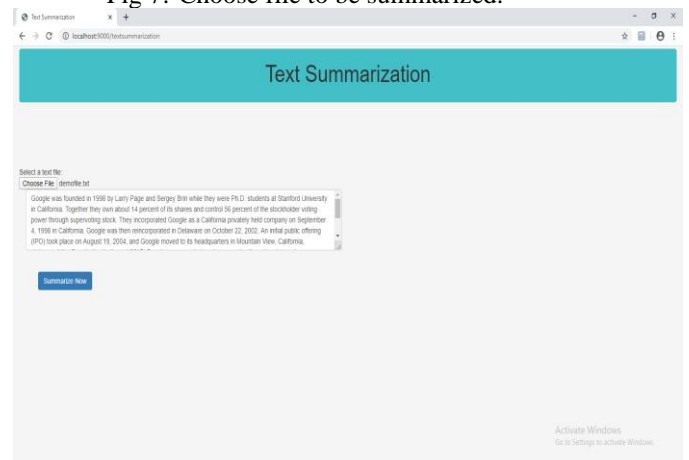 Fig 7: Choose file to be summarized.
Text Summarization
localhost:9000/textsummarization
Text Summarization
Select a text file:
Choose File demofile.txt
Google was founded in 1998 by Larry Page and Sergey Brin while they were Ph.D. students at Stanford University
in California. Together they own about 14 percent of its shares and control 56 percent of the stockholder voting
power through supervoting stock. They incorporated Google as a California privately held company on September
4, 1998 in California. Google was then reincorporated in Delaware on October 22, 2002. An initial public offering
(IPO) took place on August 19, 2004, and Google moved to its headquarters in Mountain View, California,
Summarize Now
Activate Windows
Go to Settings to activate Windows.